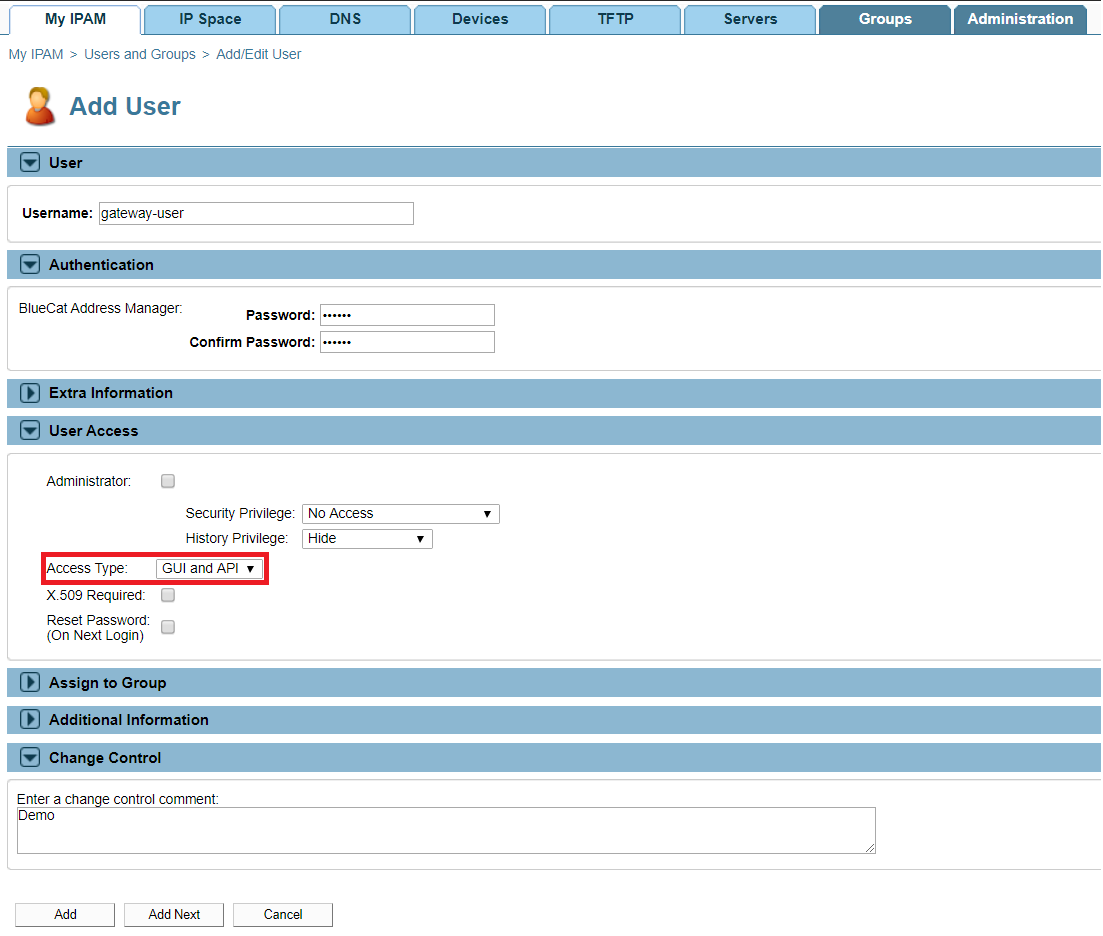 My IPAM IP Space DNS Devices TFTP Servers Groups Administration
My IPAM > Users and Groups > Add/Edit User
Add User
User
Username: gateway-user
Authentication
BlueCat Address Manager:
Password: ••••••
Confirm Password: ••••••
Extra Information
User Access
Administrator:
Security Privilege: No Access
History Privilege: Hide
Access Type: GUI and API
X.509 Required:
Reset Password:
(On Next Login)
Assign to Group
Additional Information
Change Control
Enter a change control comment:
Demo
Add Add Next Cancel